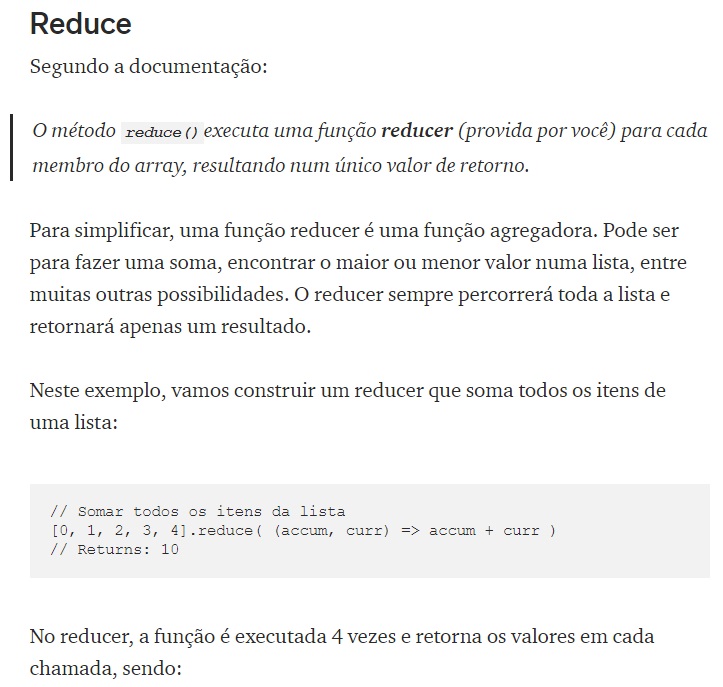 Reduce
Segundo a documentação:
O método reduce() executa uma função reducer (provida por você) para cada
membro do array, resultando num único valor de retorno.
Para simplificar, uma função reducer é uma função agregadora. Pode ser
para fazer uma soma, encontrar o maior ou menor valor numa lista, entre
muitas outras possibilidades. O reducer sempre percorrerá toda a lista e
retornará apenas um resultado.
Neste exemplo, vamos construir um reducer que soma todos os itens de
uma lista:
// Somar todos os itens da lista
[0, 1, 2, 3, 4].reduce( (accum, curr) => accum + curr )
// Returns: 10
No reducer, a função é executada 4 vezes e retorna os valores em cada
chamada, sendo: